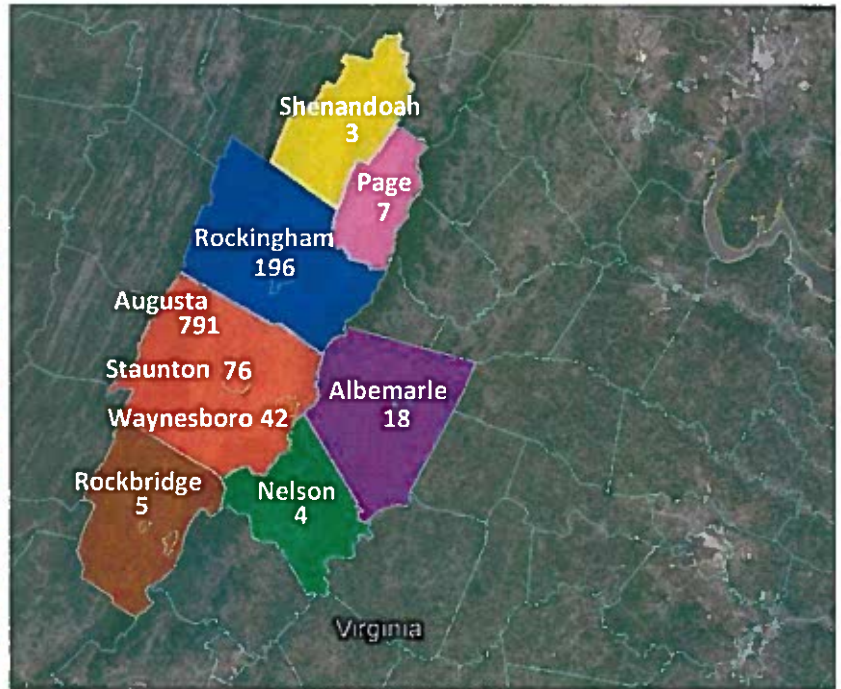 Shenandoah
3
Page
7
Rockingham
196
Augusta
791
Staunton 76
Waynesboro 42
Albemarle
18
Rockbridge
5
Nelson
4
Virginia